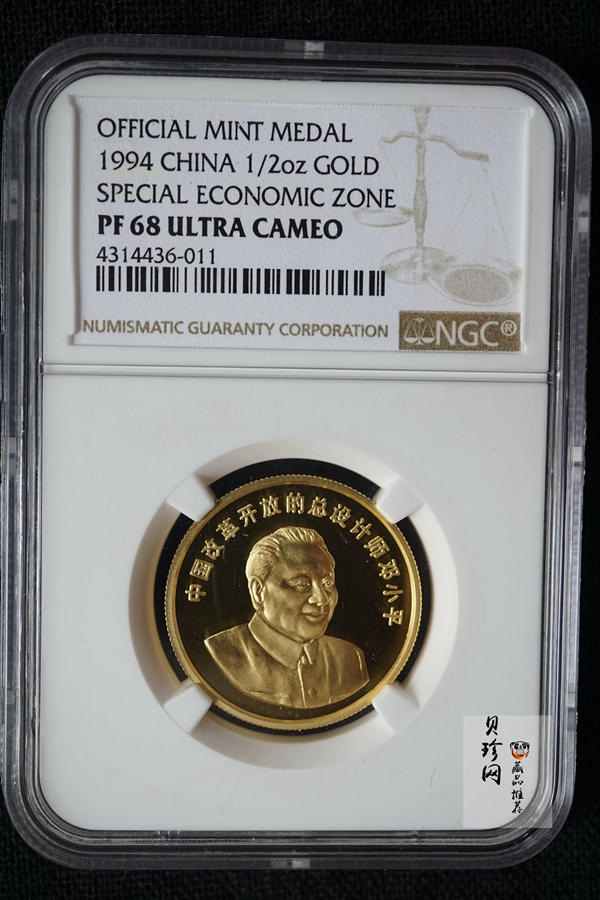 OFFICIAL MINT MEDAL
1994 CHINA 1/2oz GOLD
SPECIAL ECONOMIC ZONE
PF 68 ULTRA CAMEO
4314436-011
NUMISMATIC GUARANTY CORPORATION
NGC®
中国改革开放的总设计师邓小平
贝珍网
藏品推荐